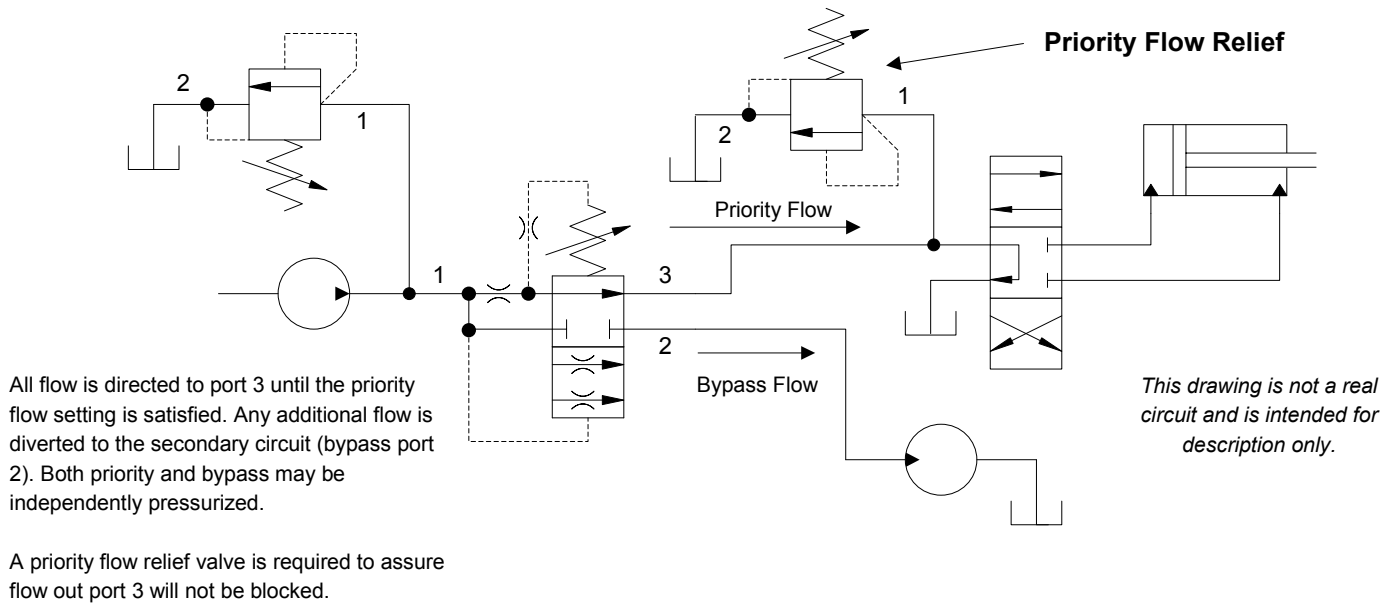 Priority Flow Relief
2
1
1
2
Priority Flow
1
3
2
Bypass Flow
All flow is directed to port 3 until the priority
flow setting is satisfied. Any additional flow is
diverted to the secondary circuit (bypass port
2). Both priority and bypass may be
independently pressurized.
A priority flow relief valve is required to assure
flow out port 3 will not be blocked.
This drawing is not a real
circuit and is intended for
description only.